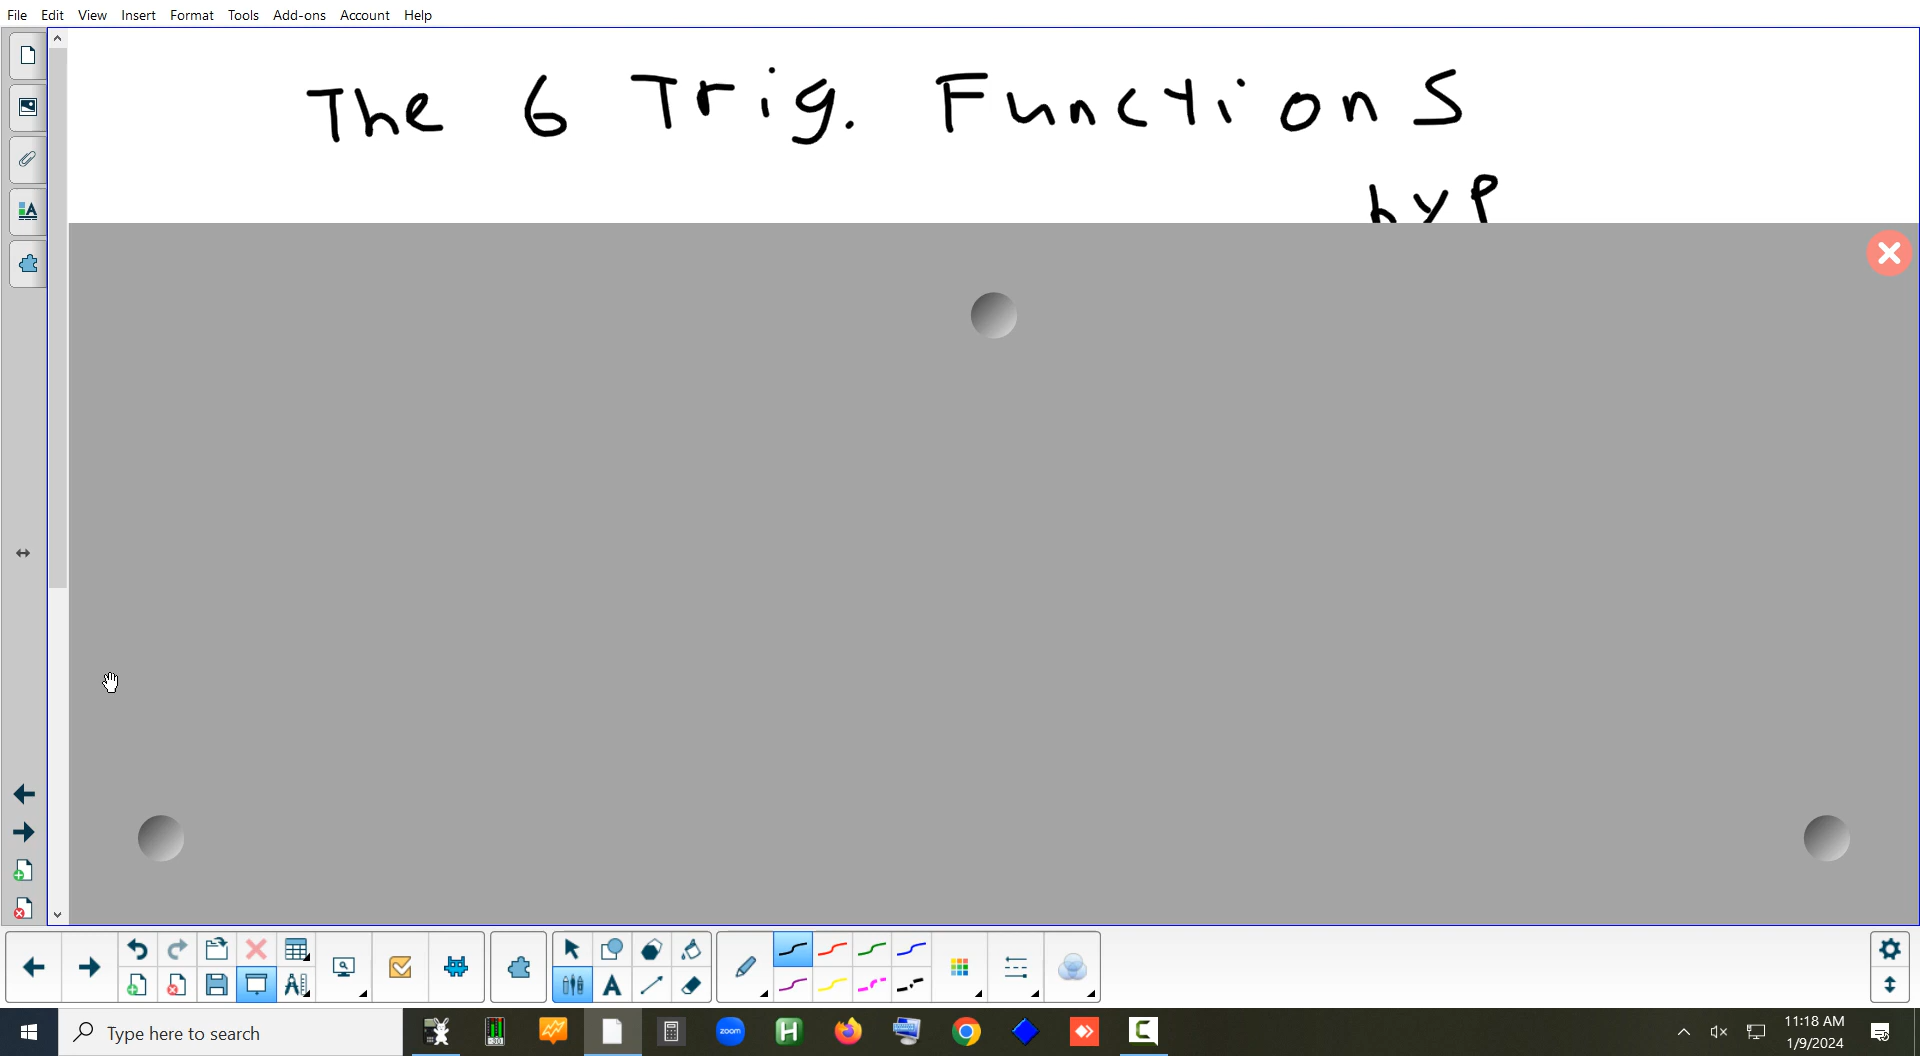 File Edit View Insert Format Tools Add-ons Account Help
The 6 Trig. Functions
hyp
Type here to search
zoom
11:18 AM
1/9/2024